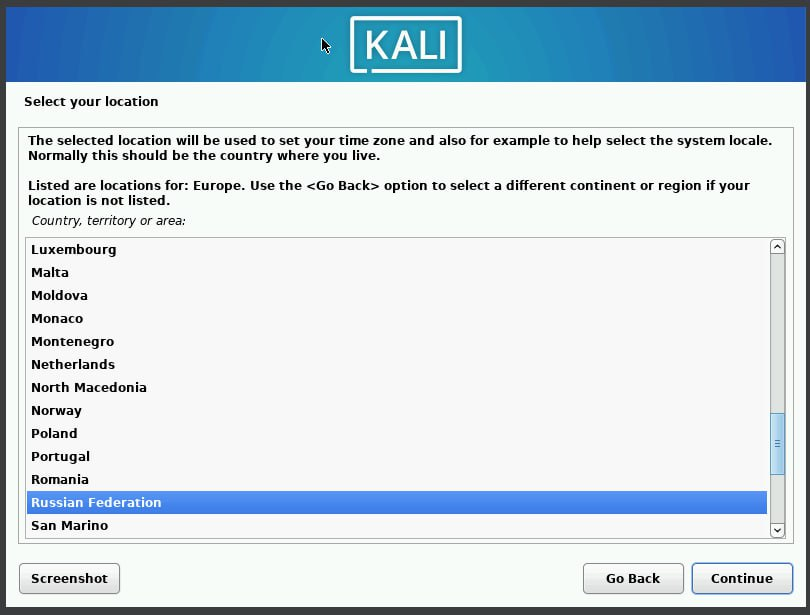 KALI
Select your location
The selected location will be used to set your time zone and also for example to help select the system locale.
Normally this should be the country where you live.
Listed are locations for: Europe. Use the <Go Back> option to select a different continent or region if your
location is not listed.
Country, territory or area:
Luxembourg
Malta
Moldova
Monaco
Montenegro
Netherlands
North Macedonia
Norway
Poland
Portugal
Romania
Russian Federation
San Marino
Screenshot
Go Back
Continue